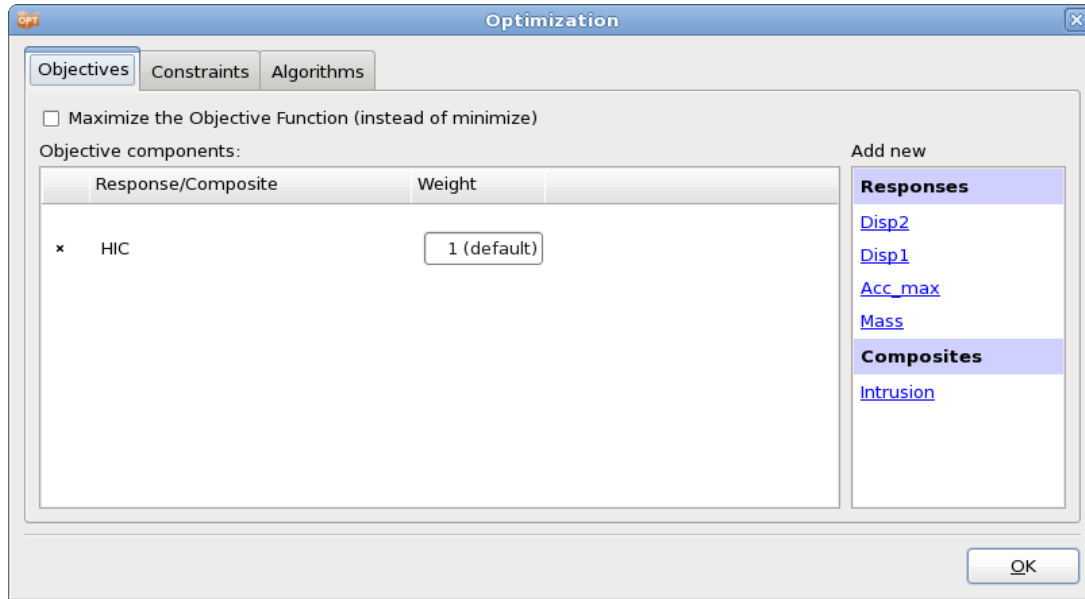 OPT
Optimization
Objectives Constraints Algorithms
Maximize the Objective Function (instead of minimize)
Objective components:
Add new
Response/Composite Weight
Responses
Disp2
HIC 1 (default)
Disp1
Acc_max
Mass
Composites
Intrusion
OK